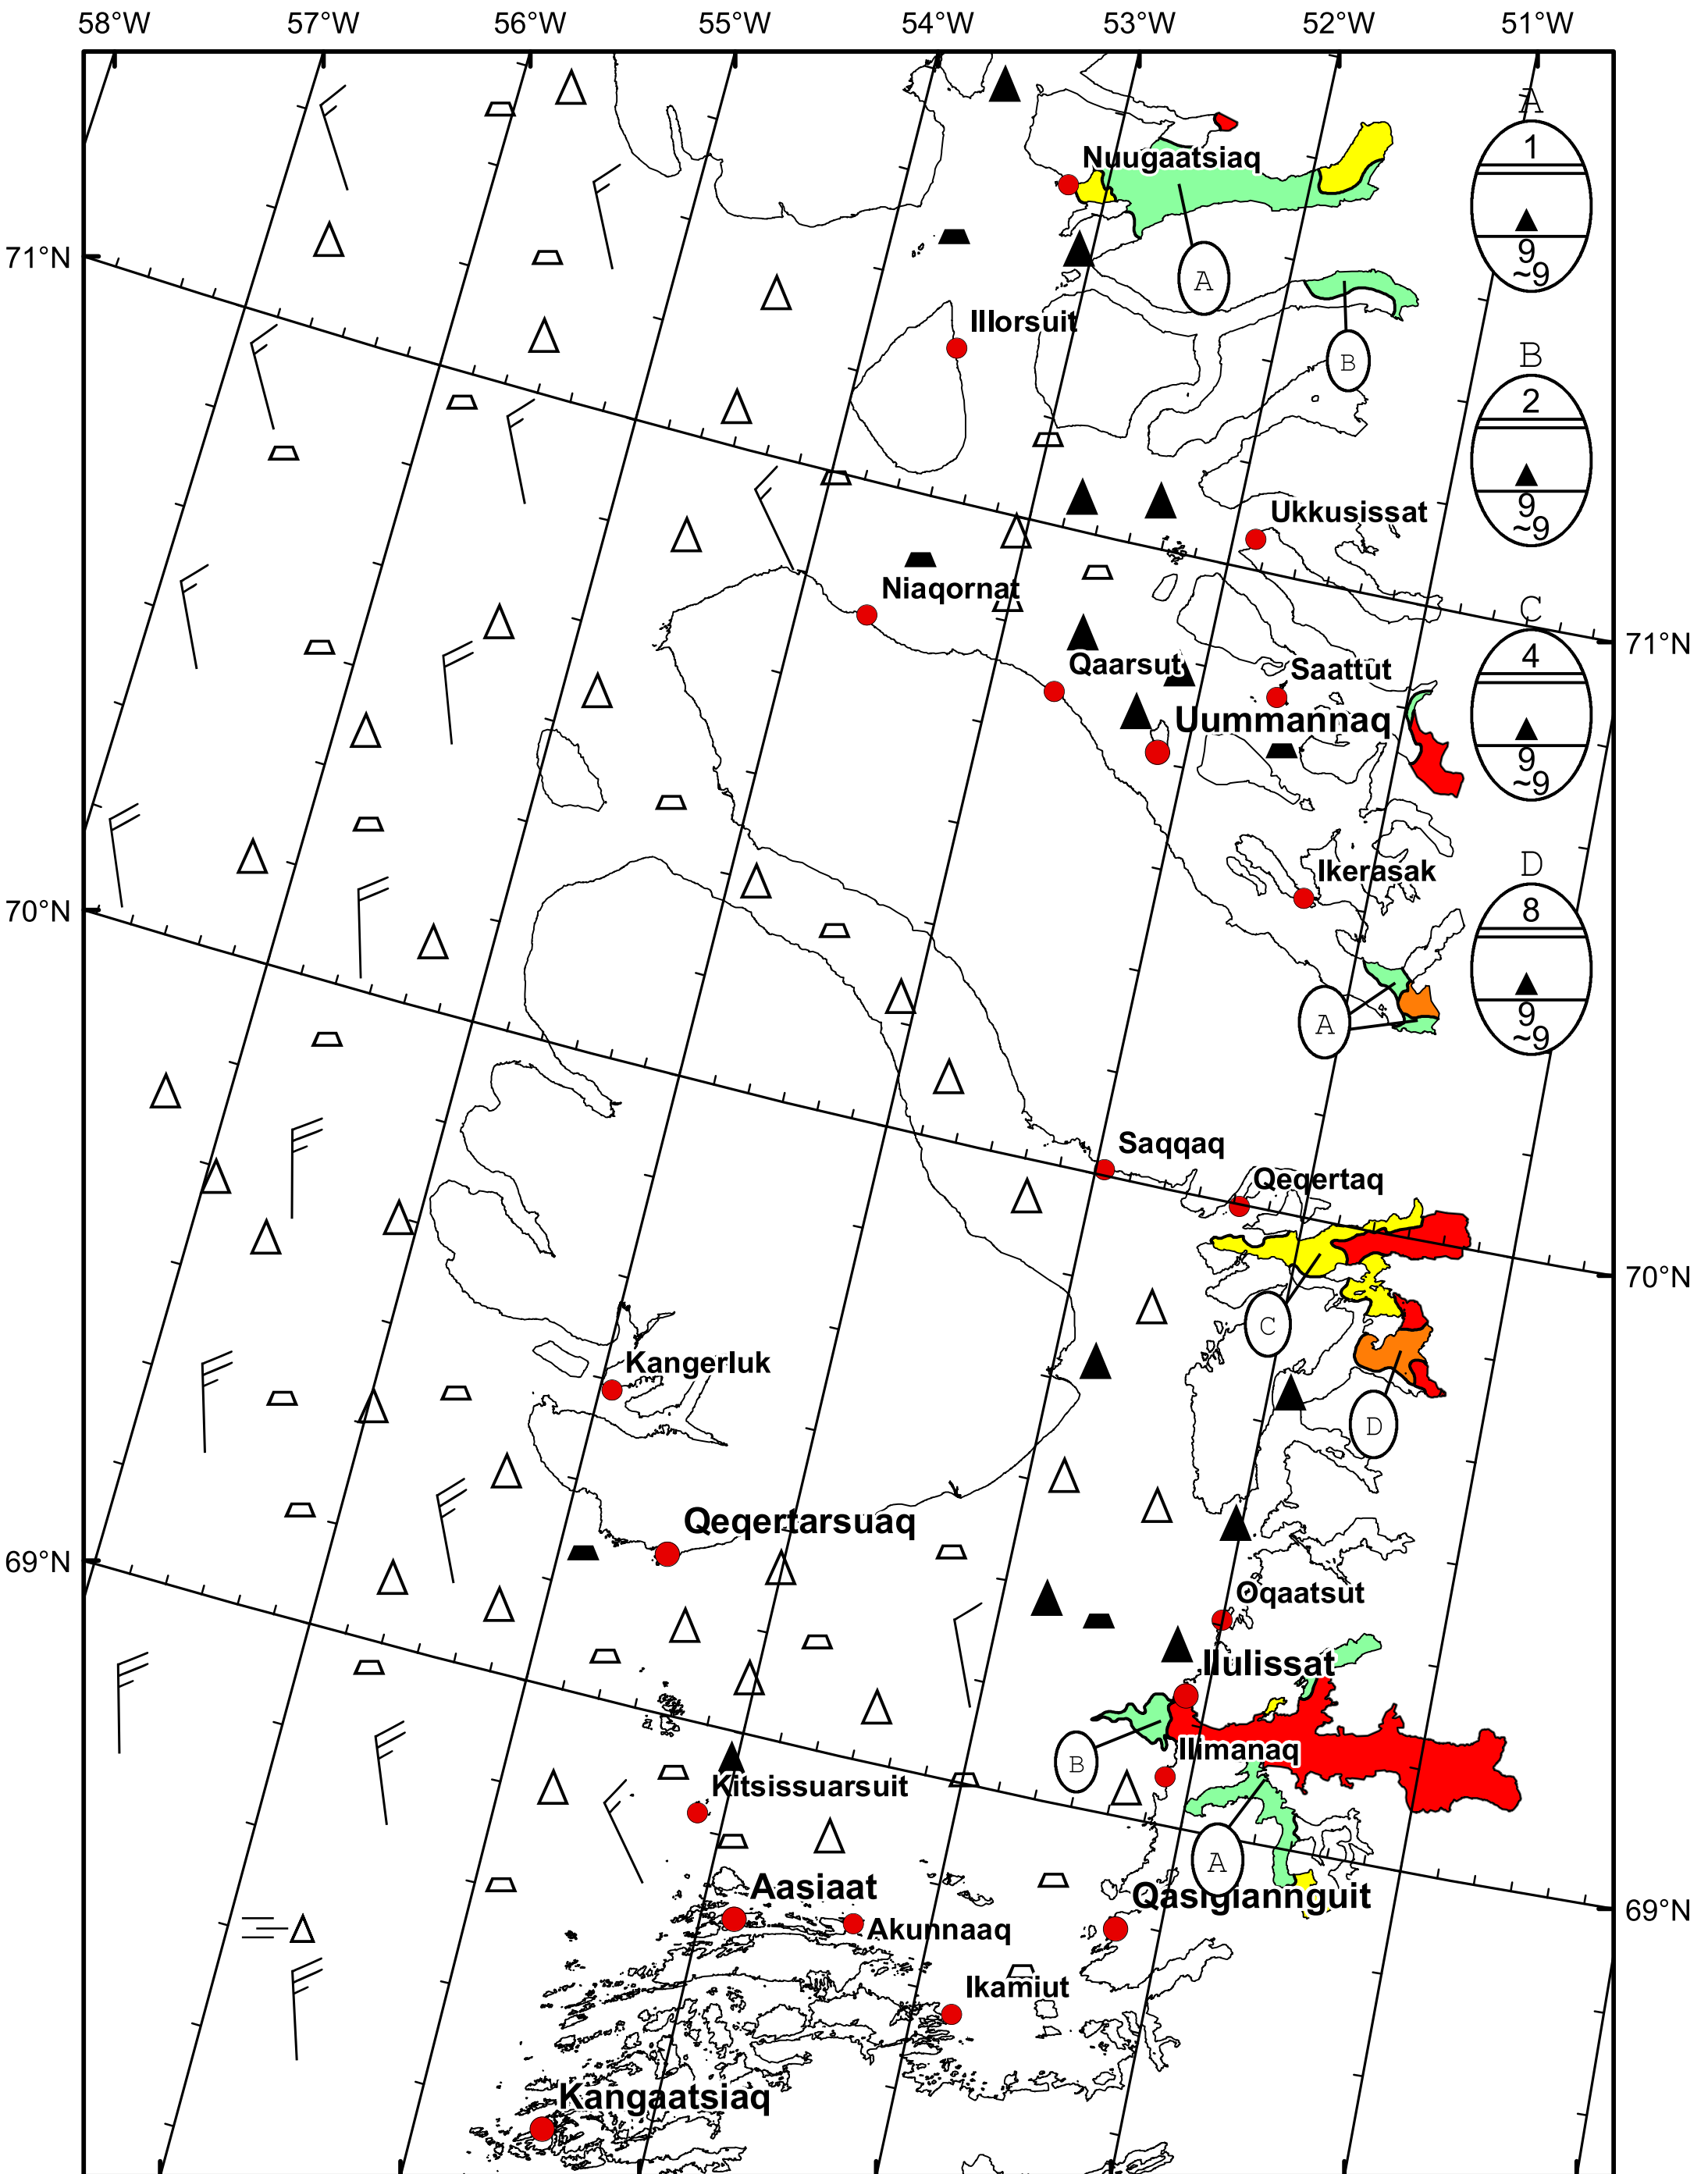 58°W 57°W 56°W 55°W 54°W 53°W 52°W 51°W
A
1
9
~9
Nuugaatsiaq
71°N
A
Illorsuit
B
B
2
9
~9
Ukkusissat
Niaqornat
C
4
9
~9
71°N
Qaarsut
Saattut
Uummannaq
Ikerasak
D
8
9
~9
70°N
A
Saqqaq
Qeqertaq
70°N
C
Kangerluk
D
Qeqertarsuaq
69°N
Oqaatsut
Ilulissat
Ilimanaq
B
Kitsissuarsuit
A
Aasiaat
Qasigiannguit
69°N
Akunnaaq
Ikamiut
Kangaatsiaq